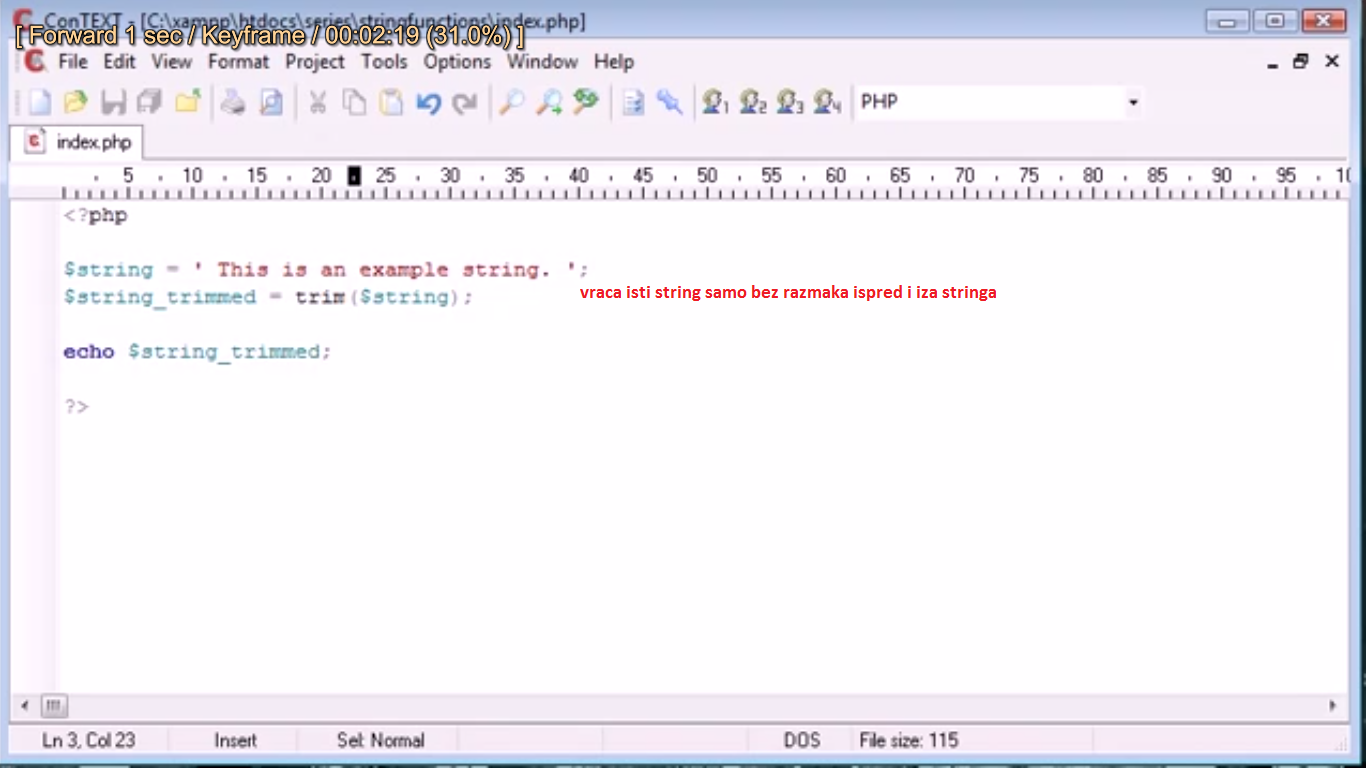 ConTEXT - [C:\xampp\htdocs\series\stringfunctions\index.php]
[ Forward 1 sec / Keyframe / 00:02:19 (31.0%) ]
File Edit View Format Project Tools Options Window Help
1 2 3 4 PHP
index.php
5 10 15 20 25 30 35 40 45 50 55 60 65 70 75 80 85 90 95 10
<?php
$string = ' This is an example string. ';
$string_trimmed = trim($string); vraca isti string samo bez razmaka ispred i iza stringa
echo $string_trimmed;
?>
Ln 3, Col 23 Insert Sel: Normal DOS File size: 115